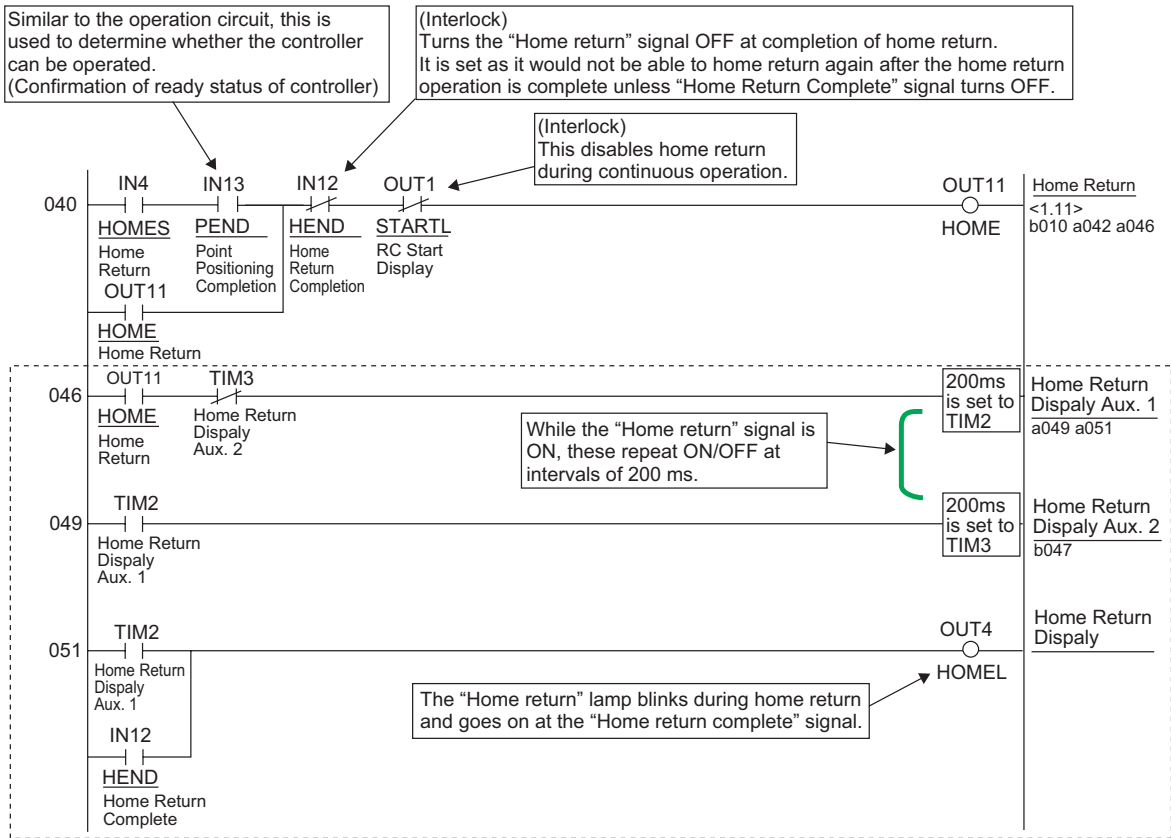 Similar to the operation circuit, this is
used to determine whether the controller
can be operated.
(Confirmation of ready status of controller)
(Interlock)
Turns the “Home return” signal OFF at completion of home return.
It is set as it would not be able to home return again after the home return
operation is complete unless “Home Return Complete” signal turns OFF.
(Interlock)
This disables home return
during continuous operation.
040
IN4
HOMES
Home
Return
IN13
PEND
Point
Positioning
Completion
IN12
HEND
Home
Return
Completion
OUT1
STARTL
RC Start
Display
OUT11
HOME
Home Return
<1.11>
b010 a042 a046
OUT11
HOME
Home Return
046
OUT11
HOME
Home
Return
TIM3
Home Return
Dispaly
Aux. 2
200ms
is set to
TIM2
Home Return
Dispaly Aux. 1
a049 a051
While the “Home return” signal is
ON, these repeat ON/OFF at
intervals of 200 ms.
049
TIM2
Home Return
Dispaly
Aux. 1
200ms
is set to
TIM3
Home Return
Dispaly Aux. 2
b047
051
TIM2
Home Return
Dispaly
Aux. 1
OUT4
HOMEL
Home Return
Dispaly
The “Home return” lamp blinks during home return
and goes on at the “Home return complete” signal.
IN12
HEND
Home Return
Complete